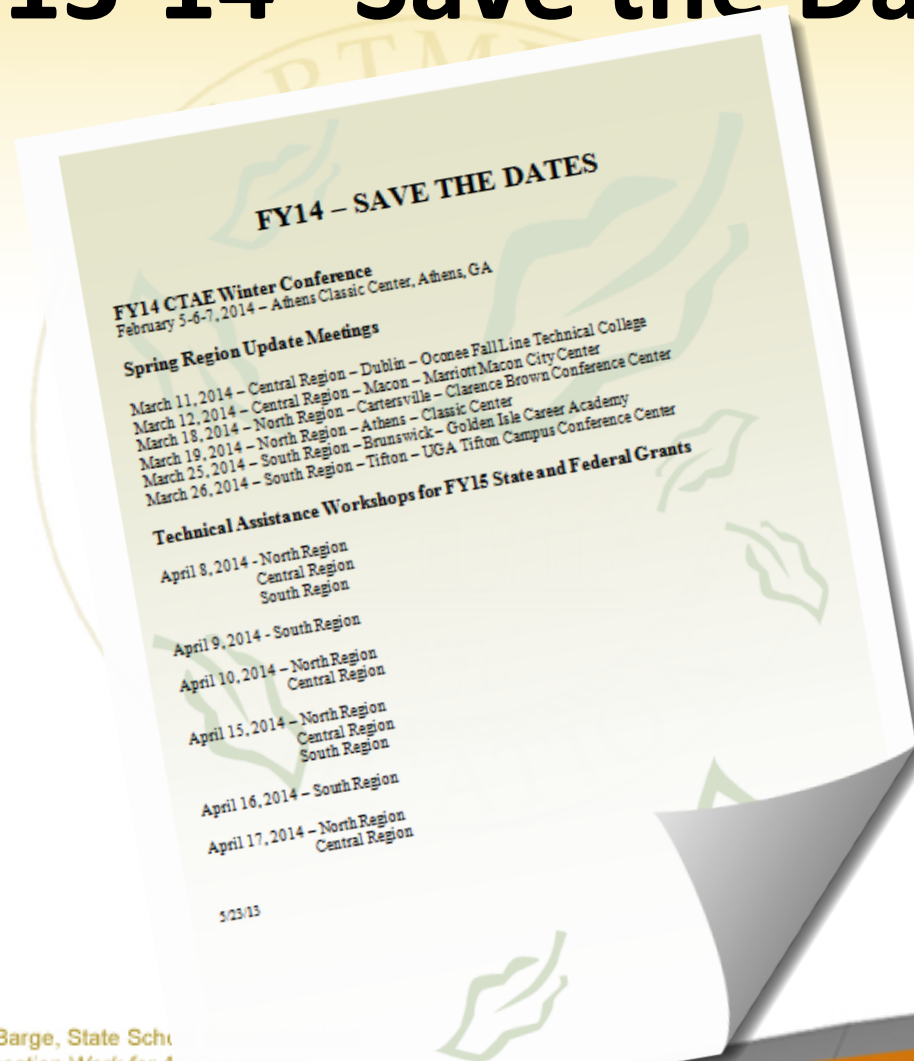 13-14 Save the Da
RTM
FY14 – SAVE THE DATES
FY14 CTAE Winter Conference
February 5-6-7, 2014 – Athens Classic Center, Athens, GA
Spring Region Update Meetings
March 11, 2014 – Central Region – Dublin – Oconee Fall Line Technical College
March 12, 2014 – Central Region – Macon – Marriott Macon City Center
March 18, 2014 – North Region – Cartersville – Clarence Brown Conference Center
March 19, 2014 – North Region – Athens – Classic Center
March 25, 2014 – South Region – Brunswick – Golden Isle Career Academy
March 26, 2014 – South Region – Tifton – UGA Tifton Campus Conference Center
Technical Assistance Workshops for FY15 State and Federal Grants
April 8, 2014 - North Region
Central Region
South Region
April 9, 2014 - South Region
April 10, 2014 – North Region
Central Region
April 15, 2014 – North Region
Central Region
South Region
April 16, 2014 – South Region
April 17, 2014 – North Region
Central Region
5/23/13
Barge, State Scho